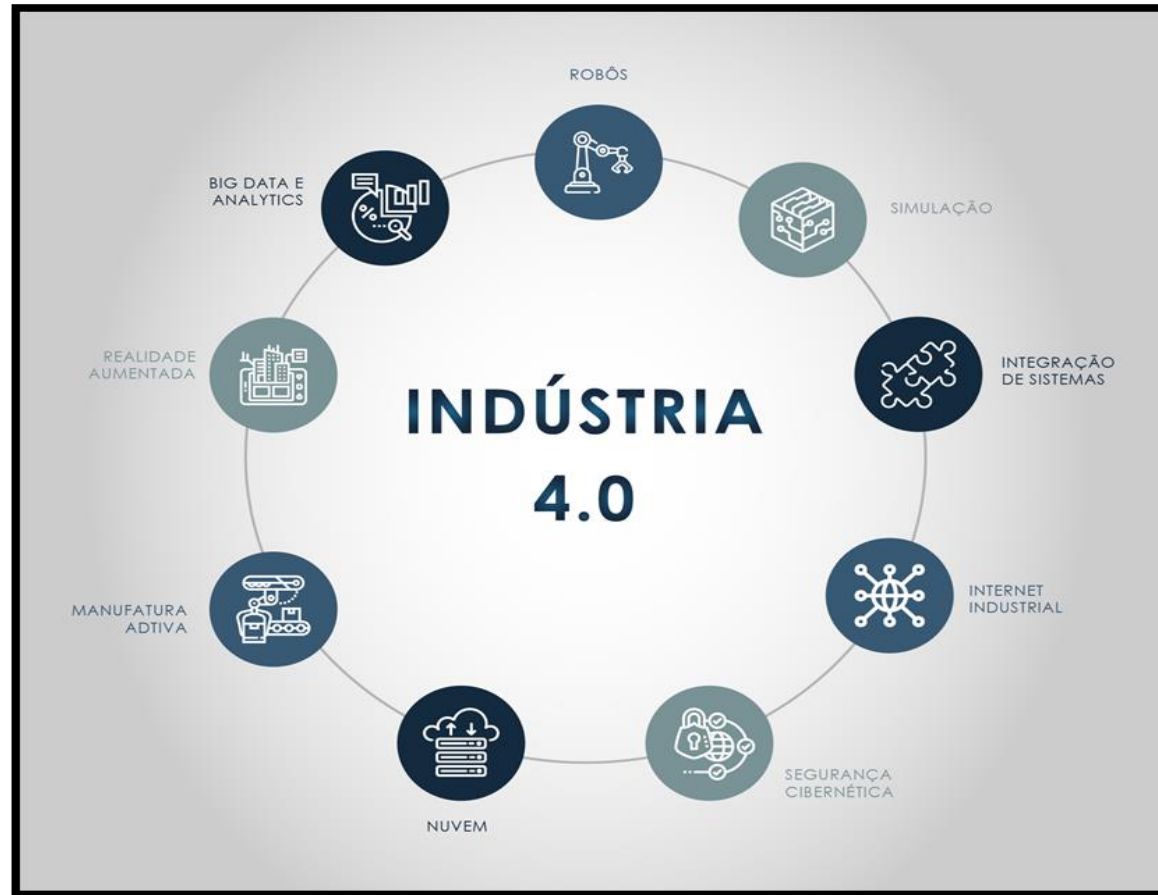 ROBÔS
BIG DATA E
ANALYTICS
SIMULAÇÃO
REALIDADE
AUMENTADA
INTEGRAÇÃO
DE SISTEMAS
INDÚSTRIA
4.0
MANUFATURA
ADTIVA
INTERNET
INDUSTRIAL
SEGURANÇA
CIBERNÉTICA
NUVEM